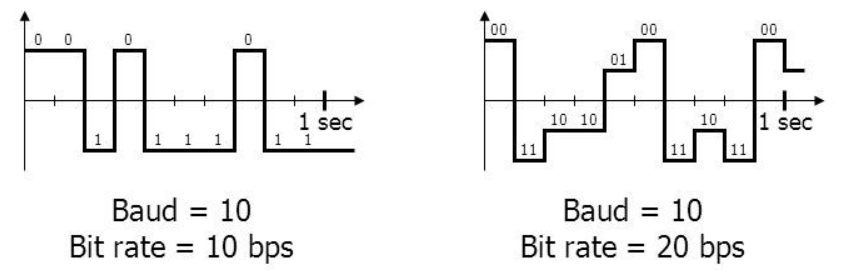 0 0 0 0
1 1 1 1 1 1
1 sec
Baud = 10
Bit rate = 10 bps
00 00 00
01
10 10 10
11 11 11
1 sec
Baud = 10
Bit rate = 20 bps